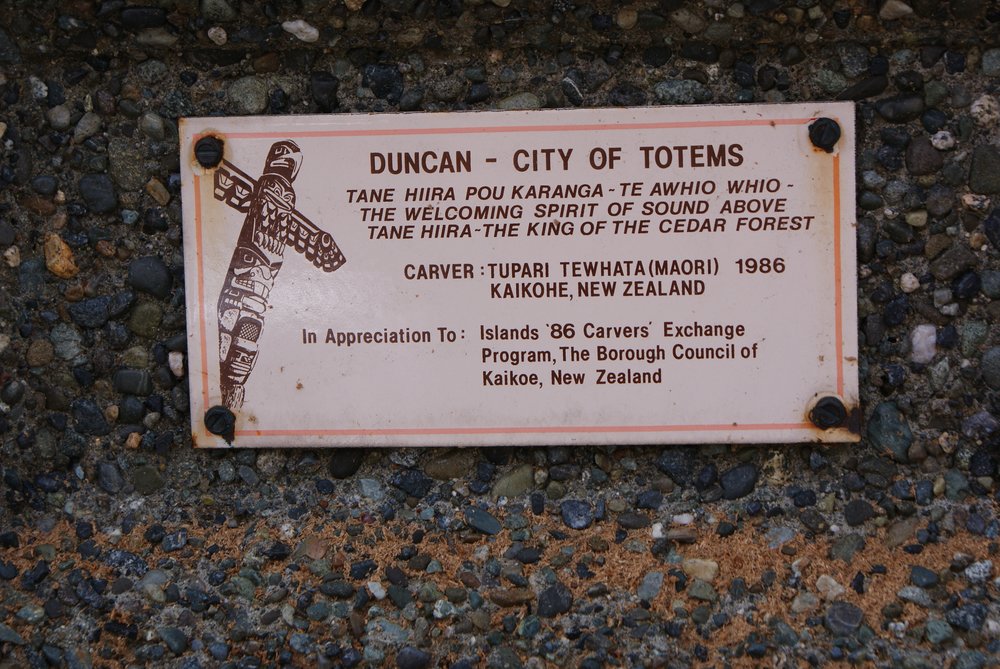 DUNCAN - CITY OF TOTEMS
TANE HIIRA POU KARANGA ~ TE AWHIO WHIO ~
THE WELCOMING SPIRIT OF SOUND ABOVE
TANE HIIRA ~ THE KING OF THE CEDAR FOREST
CARVER : TUPARI TEWHATA (MAORI) 1986
KAIKOHE, NEW ZEALAND
In Appreciation To : Islands '86 Carvers' Exchange
Program, The Borough Council of
Kaikoe, New Zealand